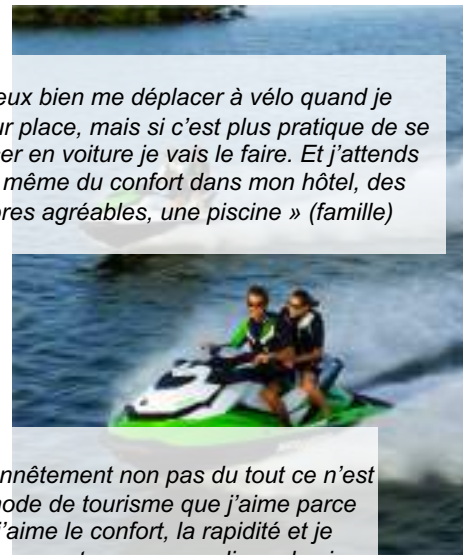 eux bien me déplacer à vélo quand je
ur place, mais si c’est plus pratique de se
er en voiture je vais le faire. Et j’attends
même du confort dans mon hôtel, des
bres agréables, une piscine » (famille)
nnêtement non pas du tout ce n’est
ode de tourisme que j’aime parce
’aime le confort, la rapidité et je